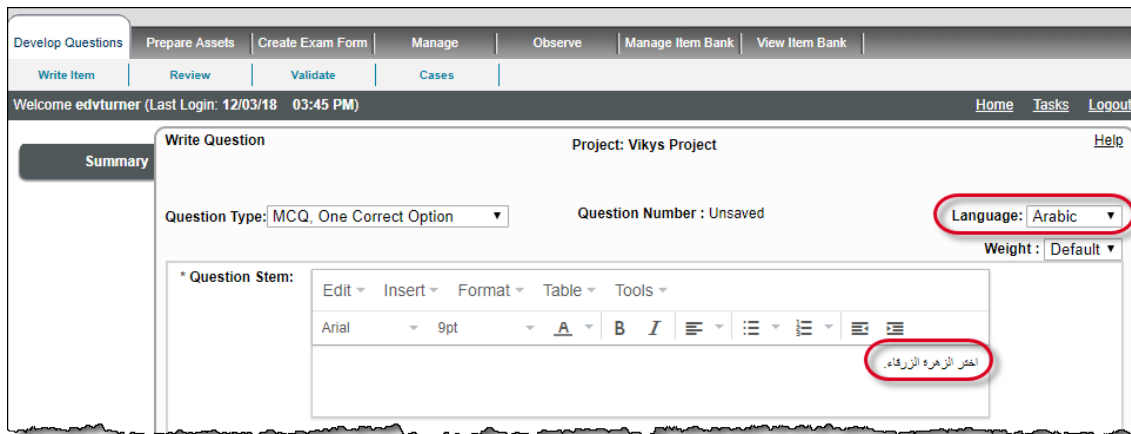 Develop Questions Prepare Assets Create Exam Form Manage Observe Manage Item Bank View Item Bank
Write Item Review Validate Cases
Welcome edvturner (Last Login: 12/03/18 03:45 PM) Home Tasks Logout
Summary
Write Question Project: Vikys Project Help
Question Type: MCQ, One Correct Option Question Number : Unsaved Language: Arabic
Weight : Default
* Question Stem:
Edit Insert Format Table Tools
Arial 9pt A B I
اختر الزهرة الزرقاء.